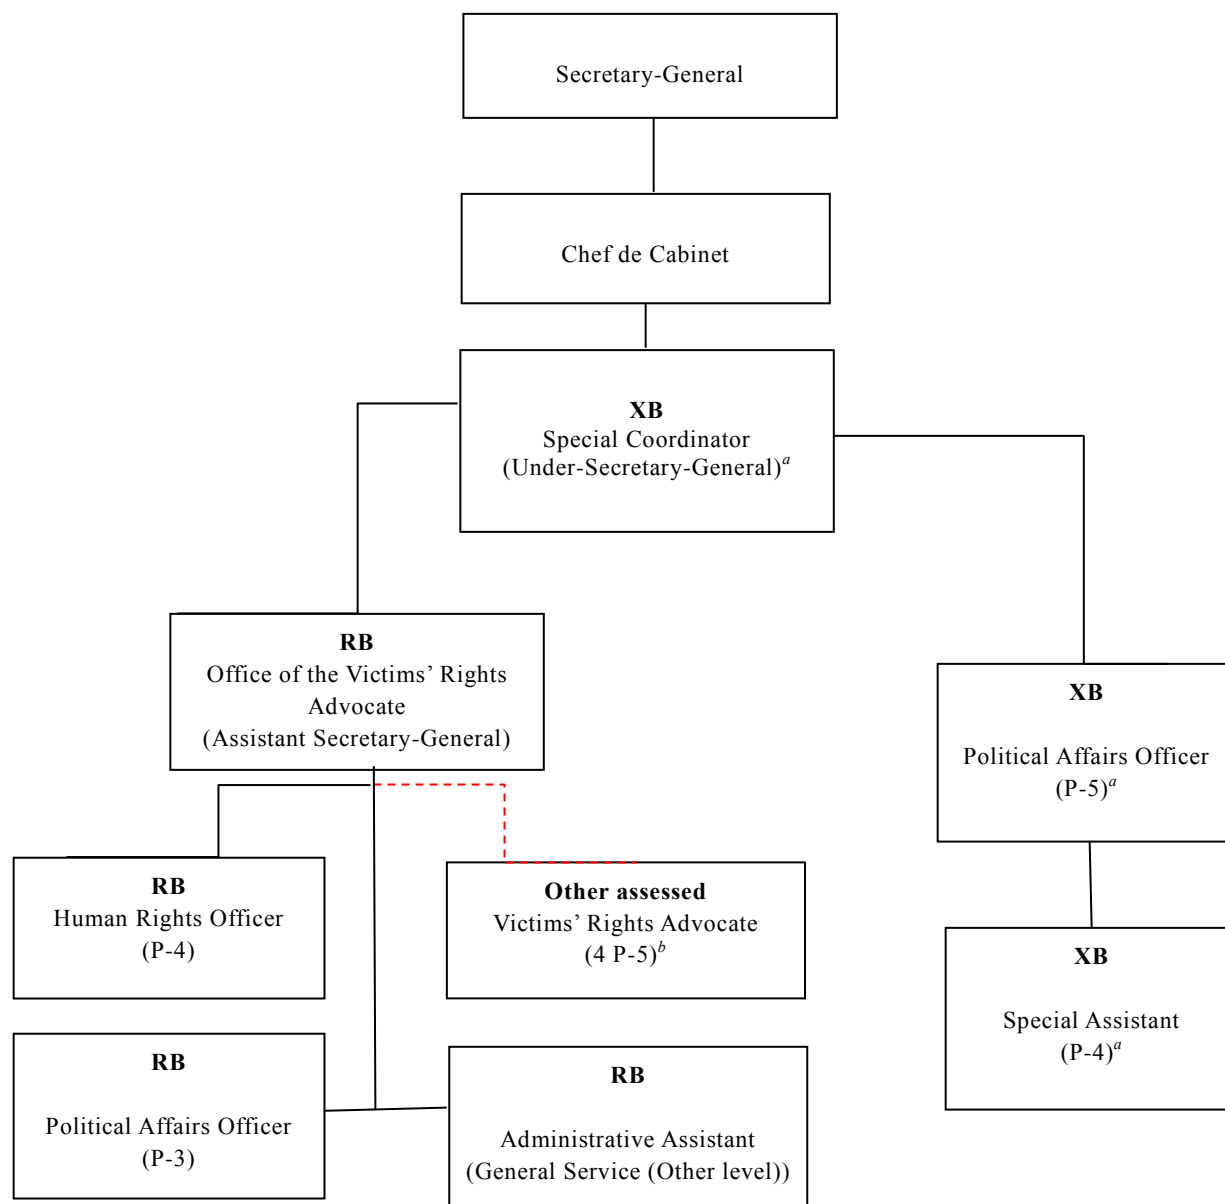 Secretary-General
Chef de Cabinet
XB
Special Coordinator
(Under-Secretary-General)a
RB
Office of the Victims’ Rights
Advocate
(Assistant Secretary-General)
XB
Political Affairs Officer
(P-5)a
RB
Human Rights Officer
(P-4)
Other assessed
Victims’ Rights Advocate
(4 P-5)b
XB
Special Assistant
(P-4)a
RB
Political Affairs Officer
(P-3)
RB
Administrative Assistant
(General Service (Other level))